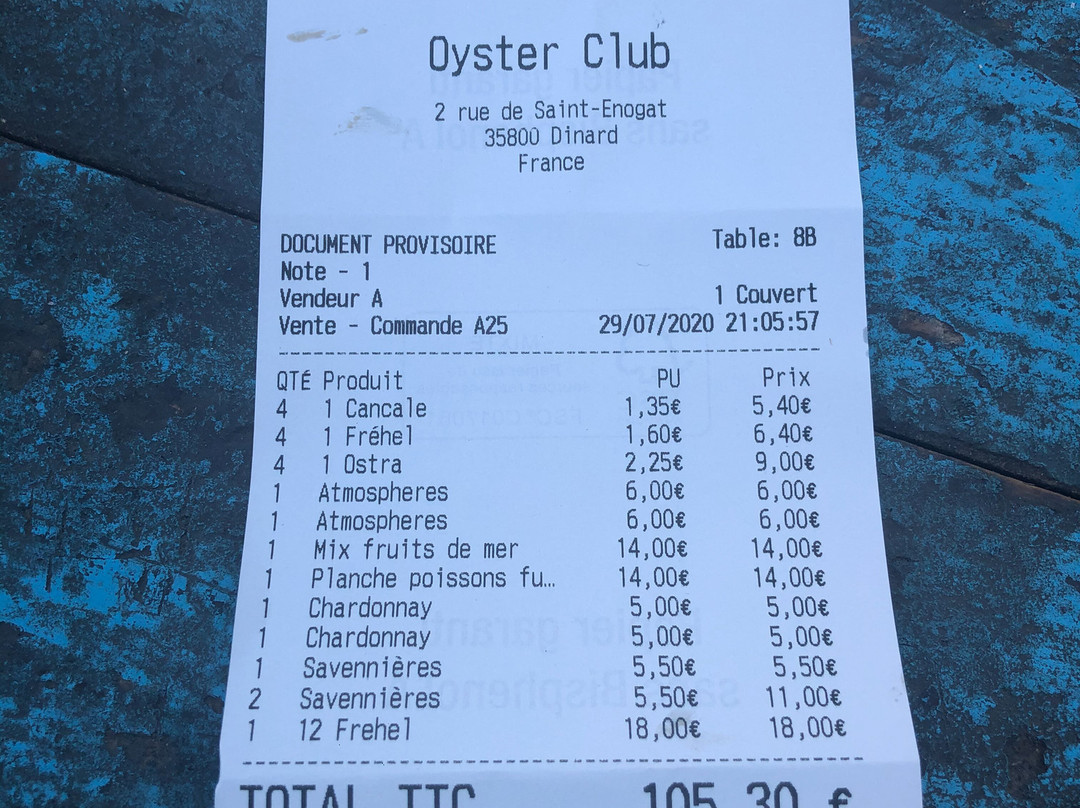 Oyster Club
2 rue de Saint-Enogat
35800 Dinard
France
DOCUMENT PROVISOIRE Table: 8B
Note - 1
Vendeur A 1 Couvert
Vente - Commande A25 29/07/2020 21:05:57
QTÉ Produit PU Prix
4 1 Cancale 1,35€ 5,40€
4 1 Fréhel 1,60€ 6,40€
4 1 Ostra 2,25€ 9,00€
1 Atmospheres 6,00€ 6,00€
1 Atmospheres 6,00€ 6,00€
1 Mix fruits de mer 14,00€ 14,00€
1 Planche poissons fu… 14,00€ 14,00€
1 Chardonnay 5,00€ 5,00€
1 Chardonnay 5,00€ 5,00€
1 Savennières 5,50€ 5,50€
2 Savennières 5,50€ 11,00€
1 12 Frehel 18,00€ 18,00€
TOTAL TTC 105,30 €